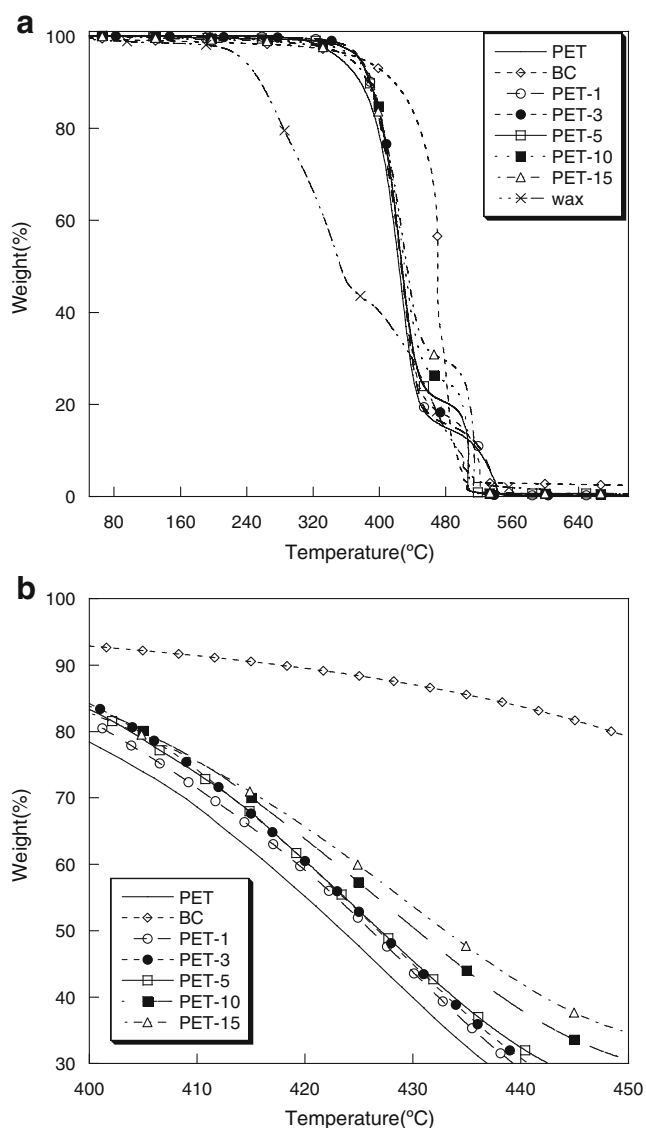 a
100
80
60
40
20
0
Weight(%)
PET
BC
PET-1
PET-3
PET-5
PET-10
PET-15
wax
80 160 240 320 400 480 560 640
Temperature(ºC)
b
100
90
80
70
60
50
40
30
Weight(%)
PET
BC
PET-1
PET-3
PET-5
PET-10
PET-15
400 410 420 430 440 450
Temperature(ºC)